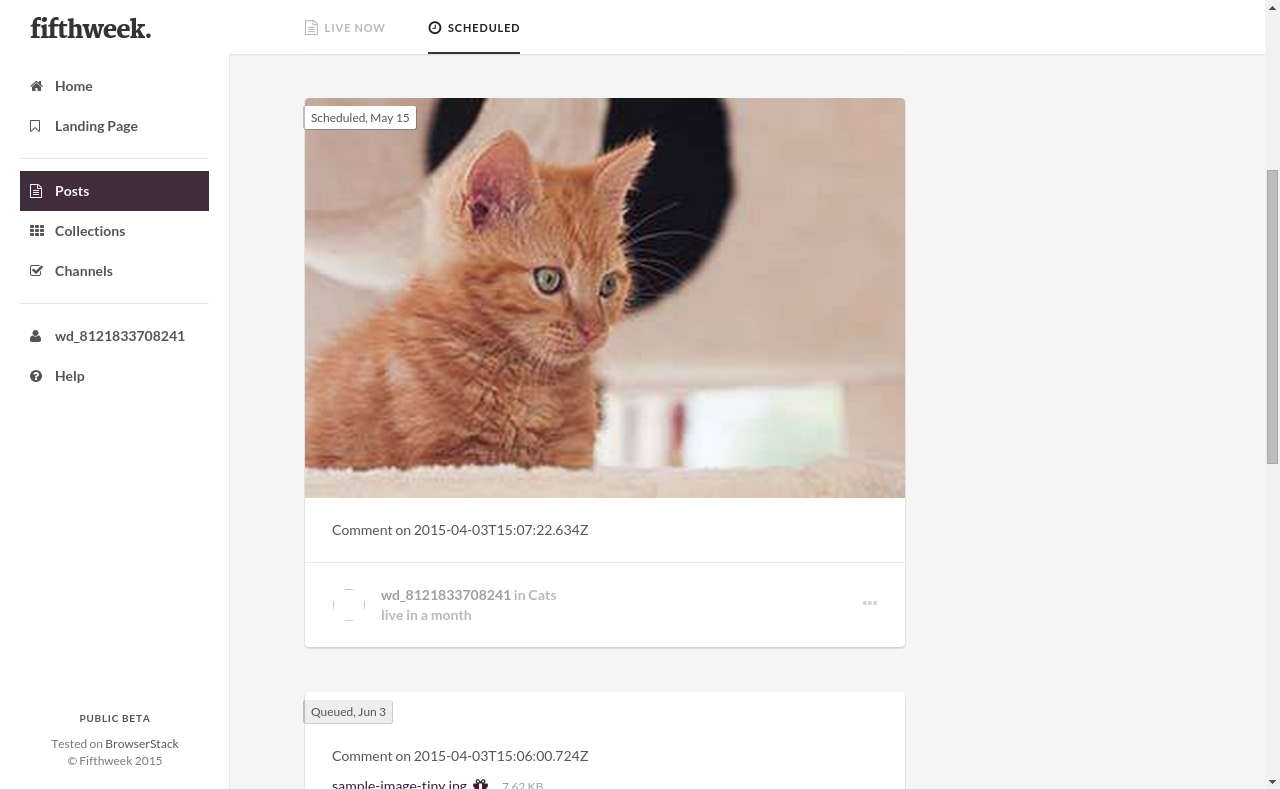 fifthweek.
LIVE NOW
SCHEDULED
Home
Landing Page
Posts
Collections
Channels
wd_8121833708241
Help
PUBLIC BETA
Tested on BrowserStack
© Fifthweek 2015
Scheduled, May 15
Comment on 2015-04-03T15:07:22.634Z
wd_8121833708241 in Cats
live in a month
Queued, Jun 3
Comment on 2015-04-03T15:06:00.724Z
sample-image-tiny.jpg 7.62 KB